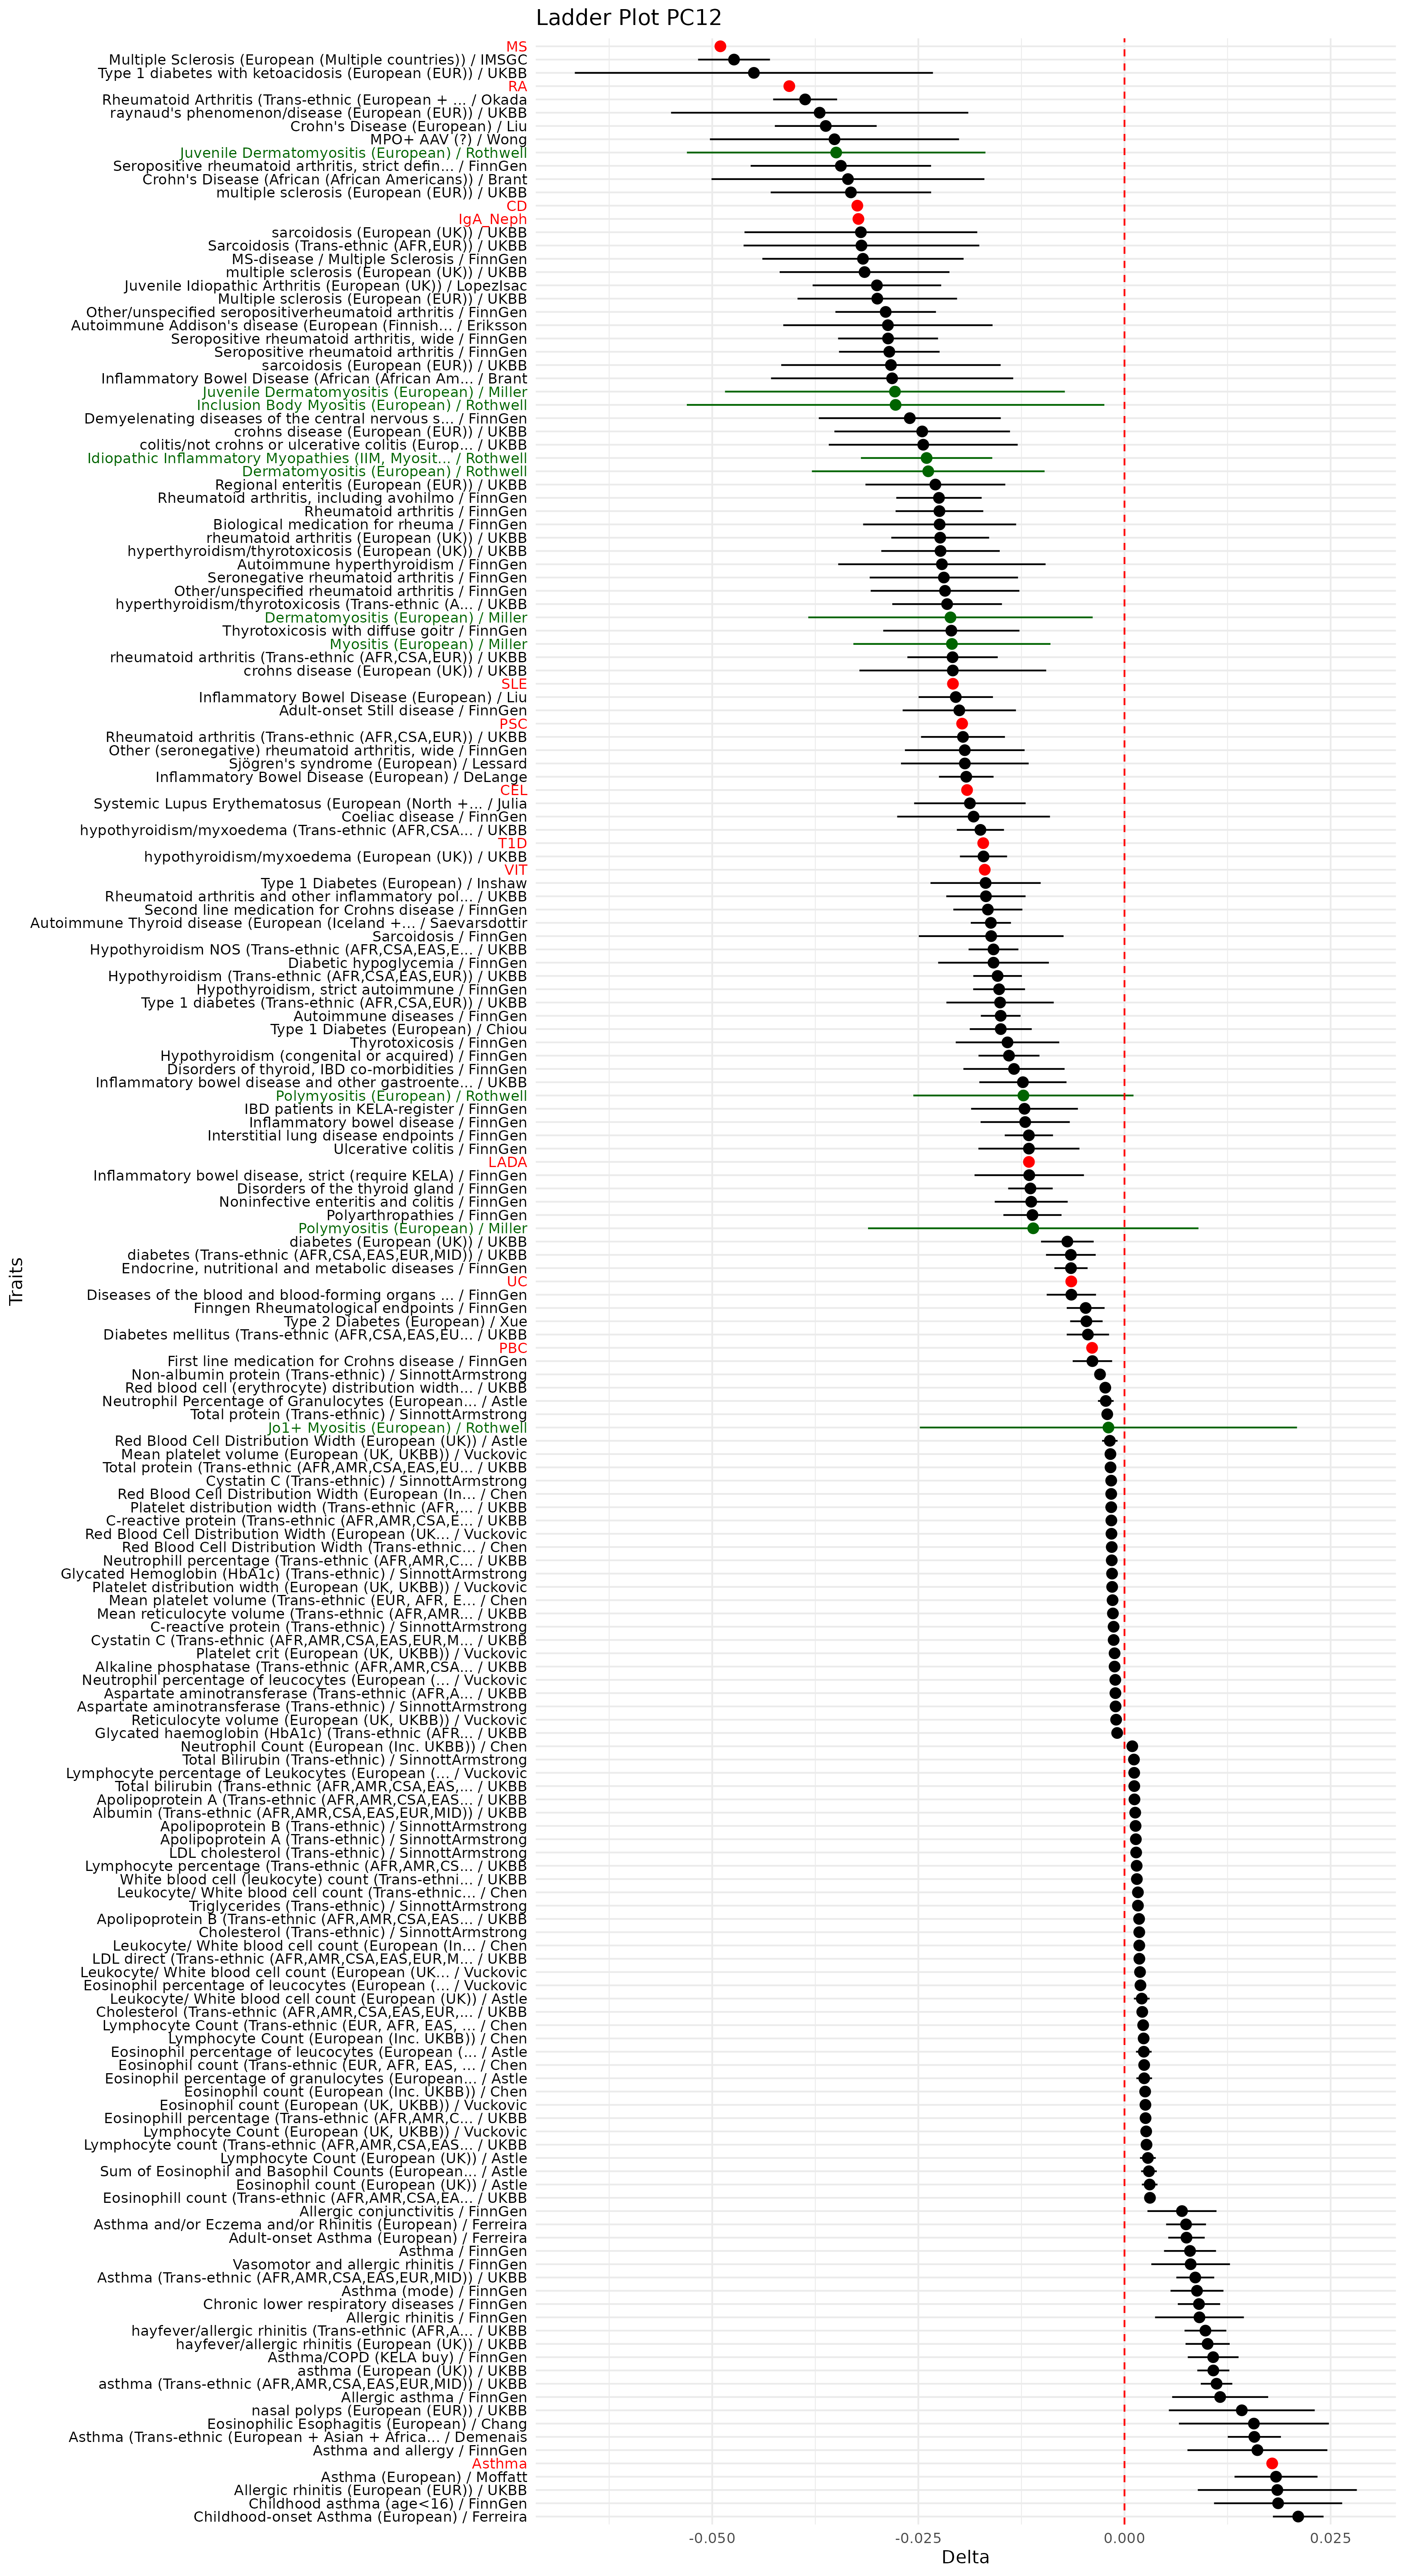 Ladder Plot PC12
MS
Multiple Sclerosis (European (Multiple countries)) / IMSGC
Type 1 diabetes with ketoacidosis (European (EUR)) / UKBB
RA
Rheumatoid Arthritis (Trans-ethnic (European + ... / Okada
raynaud's phenomenon/disease (European (EUR)) / UKBB
Crohn's Disease (European) / Liu
MPO+ AAV (?) / Wong
Juvenile Dermatomyositis (European) / Rothwell
Seropositive rheumatoid arthritis, strict defin... / FinnGen
Crohn's Disease (African (African Americans)) / Brant
multiple sclerosis (European (EUR)) / UKBB
CD
IgA_Neph
sarcoidosis (European (UK)) / UKBB
Sarcoidosis (Trans-ethnic (AFR,EUR)) / UKBB
MS-disease / Multiple Sclerosis / FinnGen
multiple sclerosis (European (UK)) / UKBB
Juvenile Idiopathic Arthritis (European (UK)) / LopezIsac
Multiple sclerosis (European (EUR)) / UKBB
Other/unspecified seropositiverheumatoid arthritis / FinnGen
Autoimmune Addison's disease (European (Finnish... / Eriksson
Seropositive rheumatoid arthritis, wide / FinnGen
Seropositive rheumatoid arthritis / FinnGen
sarcoidosis (European (EUR)) / UKBB
Inflammatory Bowel Disease (African (African Am... / Brant
Juvenile Dermatomyositis (European) / Miller
Inclusion Body Myositis (European) / Rothwell
Demyelenating diseases of the central nervous s... / FinnGen
crohns disease (European (EUR)) / UKBB
colitis/not crohns or ulcerative colitis (Europ... / UKBB
Idiopathic Inflammatory Myopathies (IIM, Myosit... / Rothwell
Dermatomyositis (European) / Rothwell
Regional enteritis (European (EUR)) / UKBB
Rheumatoid arthritis, including avohilmo / FinnGen
Rheumatoid arthritis / FinnGen
Biological medication for rheuma / FinnGen
rheumatoid arthritis (European (UK)) / UKBB
hyperthyroidism/thyrotoxicosis (European (UK)) / UKBB
Autoimmune hyperthyroidism / FinnGen
Seronegative rheumatoid arthritis / FinnGen
Other/unspecified rheumatoid arthritis / FinnGen
hyperthyroidism/thyrotoxicosis (Trans-ethnic (A... / UKBB
Dermatomyositis (European) / Miller
Thyrotoxicosis with diffuse goitr / FinnGen
Myositis (European) / Miller
rheumatoid arthritis (Trans-ethnic (AFR,CSA,EUR)) / UKBB
crohns disease (European (UK)) / UKBB
SLE
Inflammatory Bowel Disease (European) / Liu
Adult-onset Still disease / FinnGen
PSC
Rheumatoid arthritis (Trans-ethnic (AFR,CSA,EUR)) / UKBB
Other (seronegative) rheumatoid arthritis, wide / FinnGen
Sjögren's syndrome (European) / Lessard
Inflammatory Bowel Disease (European) / DeLange
CEL
Systemic Lupus Erythematosus (European (North +... / Julia
Coeliac disease / FinnGen
hypothyroidism/myxoedema (Trans-ethnic (AFR,CSA... / UKBB
T1D
hypothyroidism/myxoedema (European (UK)) / UKBB
VIT
Type 1 Diabetes (European) / Inshaw
Rheumatoid arthritis and other inflammatory pol... / UKBB
Second line medication for Crohns disease / FinnGen
Autoimmune Thyroid disease (European (Iceland +... / Saevarsdottir
Sarcoidosis / FinnGen
Hypothyroidism NOS (Trans-ethnic (AFR,CSA,EAS,E... / UKBB
Diabetic hypoglycemia / FinnGen
Hypothyroidism (Trans-ethnic (AFR,CSA,EAS,EUR)) / UKBB
Hypothyroidism, strict autoimmune / FinnGen
Type 1 diabetes (Trans-ethnic (AFR,CSA,EUR)) / UKBB
Autoimmune diseases / FinnGen
Type 1 Diabetes (European) / Chiou
Thyrotoxicosis / FinnGen
Hypothyroidism (congenital or acquired) / FinnGen
Disorders of thyroid, IBD co-morbidities / FinnGen
Inflammatory bowel disease and other gastroente... / UKBB
Polymyositis (European) / Rothwell
IBD patients in KELA-register / FinnGen
Inflammatory bowel disease / FinnGen
Interstitial lung disease endpoints / FinnGen
Ulcerative colitis / FinnGen
LADA
Inflammatory bowel disease, strict (require KELA) / FinnGen
Disorders of the thyroid gland / FinnGen
Noninfective enteritis and colitis / FinnGen
Polyarthropathies / FinnGen
Polymyositis (European) / Miller
diabetes (European (UK)) / UKBB
diabetes (Trans-ethnic (AFR,CSA,EAS,EUR,MID)) / UKBB
Endocrine, nutritional and metabolic diseases / FinnGen
UC
Diseases of the blood and blood-forming organs ... / FinnGen
Finngen Rheumatological endpoints / FinnGen
Type 2 Diabetes (European) / Xue
Diabetes mellitus (Trans-ethnic (AFR,CSA,EAS,EU... / UKBB
PBC
First line medication for Crohns disease / FinnGen
Non-albumin protein (Trans-ethnic) / SinnottArmstrong
Red blood cell (erythrocyte) distribution width... / UKBB
Neutrophil Percentage of Granulocytes (European... / Astle
Total protein (Trans-ethnic) / SinnottArmstrong
Jo1+ Myositis (European) / Rothwell
Red Blood Cell Distribution Width (European (UK)) / Astle
Mean platelet volume (European (UK, UKBB)) / Vuckovic
Total protein (Trans-ethnic (AFR,AMR,CSA,EAS,EU... / UKBB
Cystatin C (Trans-ethnic) / SinnottArmstrong
Red Blood Cell Distribution Width (European (In... / Chen
Platelet distribution width (Trans-ethnic (AFR,... / UKBB
C-reactive protein (Trans-ethnic (AFR,AMR,CSA,E... / UKBB
Red Blood Cell Distribution Width (European (UK... / Vuckovic
Red Blood Cell Distribution Width (Trans-ethnic... / Chen
Neutrophill percentage (Trans-ethnic (AFR,AMR,C... / UKBB
Glycated Hemoglobin (HbA1c) (Trans-ethnic) / SinnottArmstrong
Platelet distribution width (European (UK, UKBB)) / Vuckovic
Mean platelet volume (Trans-ethnic (EUR, AFR, E... / Chen
Mean reticulocyte volume (Trans-ethnic (AFR,AMR... / UKBB
C-reactive protein (Trans-ethnic) / SinnottArmstrong
Cystatin C (Trans-ethnic (AFR,AMR,CSA,EAS,EUR,M... / UKBB
Platelet crit (European (UK, UKBB)) / Vuckovic
Alkaline phosphatase (Trans-ethnic (AFR,AMR,CSA... / UKBB
Neutrophil percentage of leucocytes (European (... / Vuckovic
Aspartate aminotransferase (Trans-ethnic (AFR,A... / UKBB
Aspartate aminotransferase (Trans-ethnic) / SinnottArmstrong
Reticulocyte volume (European (UK, UKBB)) / Vuckovic
Glycated haemoglobin (HbA1c) (Trans-ethnic (AFR... / UKBB
Neutrophil Count (European (Inc. UKBB)) / Chen
Total Bilirubin (Trans-ethnic) / SinnottArmstrong
Lymphocyte percentage of Leukocytes (European (... / Vuckovic
Total bilirubin (Trans-ethnic (AFR,AMR,CSA,EAS,... / UKBB
Apolipoprotein A (Trans-ethnic (AFR,AMR,CSA,EAS... / UKBB
Albumin (Trans-ethnic (AFR,AMR,CSA,EAS,EUR,MID)) / UKBB
Apolipoprotein B (Trans-ethnic) / SinnottArmstrong
Apolipoprotein A (Trans-ethnic) / SinnottArmstrong
LDL cholesterol (Trans-ethnic) / SinnottArmstrong
Lymphocyte percentage (Trans-ethnic (AFR,AMR,CS... / UKBB
White blood cell (leukocyte) count (Trans-ethni... / UKBB
Leukocyte/ White blood cell count (Trans-ethnic... / Chen
Triglycerides (Trans-ethnic) / SinnottArmstrong
Apolipoprotein B (Trans-ethnic (AFR,AMR,CSA,EAS... / UKBB
Cholesterol (Trans-ethnic) / SinnottArmstrong
Leukocyte/ White blood cell count (European (In... / Chen
LDL direct (Trans-ethnic (AFR,AMR,CSA,EAS,EUR,M... / UKBB
Leukocyte/ White blood cell count (European (UK... / Vuckovic
Eosinophil percentage of leucocytes (European (... / Vuckovic
Leukocyte/ White blood cell count (European (UK)) / Astle
Cholesterol (Trans-ethnic (AFR,AMR,CSA,EAS,EUR,... / UKBB
Lymphocyte Count (Trans-ethnic (EUR, AFR, EAS, ... / Chen
Lymphocyte Count (European (Inc. UKBB)) / Chen
Eosinophil percentage of leucocytes (European (... / Astle
Eosinophil count (Trans-ethnic (EUR, AFR, EAS, ... / Chen
Eosinophil percentage of granulocytes (European... / Astle
Eosinophil count (European (Inc. UKBB)) / Chen
Eosinophil count (European (UK, UKBB)) / Vuckovic
Eosinophill percentage (Trans-ethnic (AFR,AMR,C... / UKBB
Lymphocyte Count (European (UK, UKBB)) / Vuckovic
Lymphocyte count (Trans-ethnic (AFR,AMR,CSA,EAS... / UKBB
Lymphocyte Count (European (UK)) / Astle
Sum of Eosinophil and Basophil Counts (European... / Astle
Eosinophil count (European (UK)) / Astle
Eosinophill count (Trans-ethnic (AFR,AMR,CSA,EA... / UKBB
Allergic conjunctivitis / FinnGen
Asthma and/or Eczema and/or Rhinitis (European) / Ferreira
Adult-onset Asthma (European) / Ferreira
Asthma / FinnGen
Vasomotor and allergic rhinitis / FinnGen
Asthma (Trans-ethnic (AFR,AMR,CSA,EAS,EUR,MID)) / UKBB
Asthma (mode) / FinnGen
Chronic lower respiratory diseases / FinnGen
Allergic rhinitis / FinnGen
hayfever/allergic rhinitis (Trans-ethnic (AFR,A... / UKBB
hayfever/allergic rhinitis (European (UK)) / UKBB
Asthma/COPD (KELA buy) / FinnGen
asthma (European (UK)) / UKBB
asthma (Trans-ethnic (AFR,AMR,CSA,EAS,EUR,MID)) / UKBB
Allergic asthma / FinnGen
nasal polyps (European (EUR)) / UKBB
Eosinophilic Esophagitis (European) / Chang
Asthma (Trans-ethnic (European + Asian + Africa... / Demenais
Asthma and allergy / FinnGen
Asthma
Asthma (European) / Moffatt
Allergic rhinitis (European (EUR)) / UKBB
Childhood asthma (age<16) / FinnGen
Childhood-onset Asthma (European) / Ferreira
Traits
-0.050 -0.025 0.000 0.025
Delta